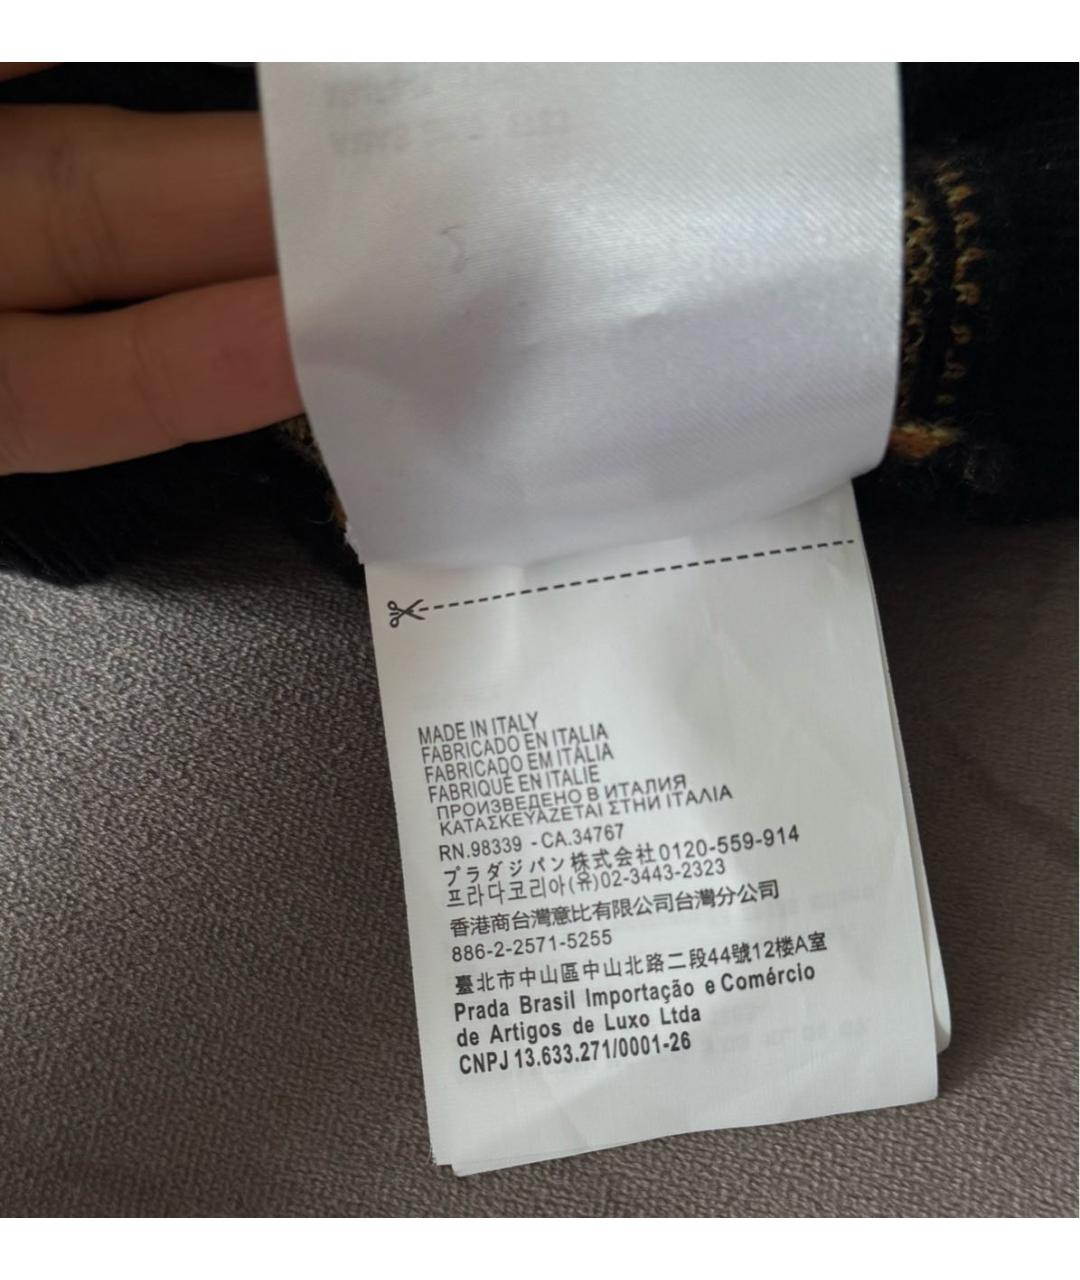 MADE IN ITALY
FABRICADO EN ITALIA
FABRICADO EM ITÁLIA
FABRIQUÉ EN ITALIE
ПРОИЗВЕДЕНО В ИТАЛИЯ
ΚΑΤΑΣΚΕΥΑΖΕΤΑΙ ΣΤΗΝ ΙΤΑΛΙΑ
RN.98339 - CA.34767
プラダジパン株式会社0120-559-914
프라다코리아(유)02-3443-2323
香港商台灣意比有限公司台灣分公司
886-2-2571-5255
臺北市中山區中山北路二段44號12楼A室
Prada Brasil Importação e Comércio
de Artigos de Luxo Ltda
CNPJ 13.633.271/0001-26